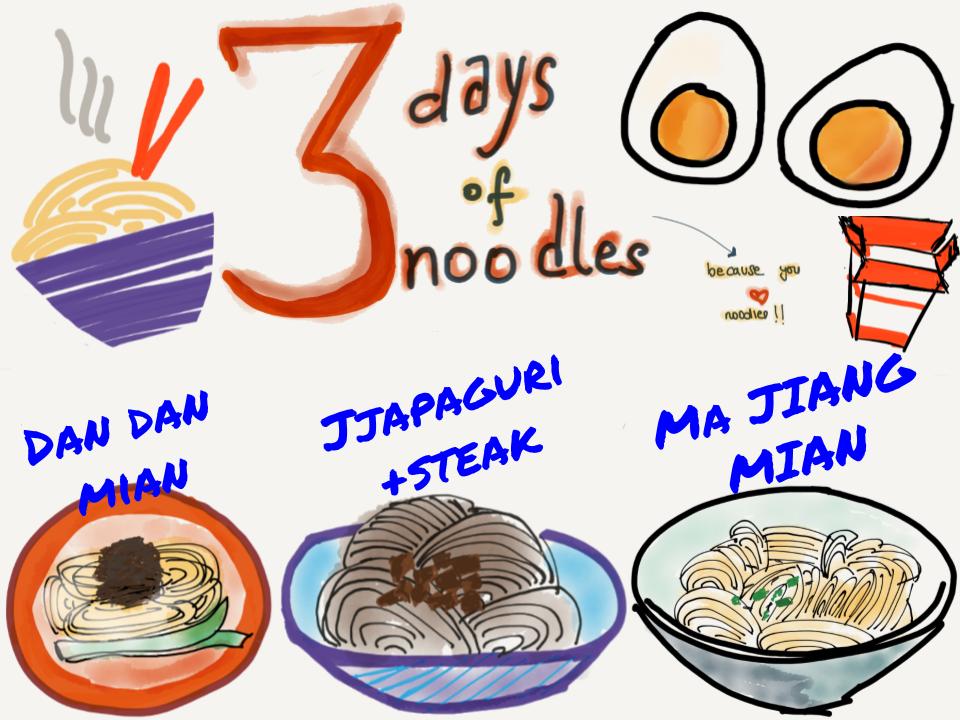 3 days
of
noodles
because you
❤
noodles!!
DAN DAN
MIAN
JJAPAGURI
+STEAK
MA JIANG
MIAN